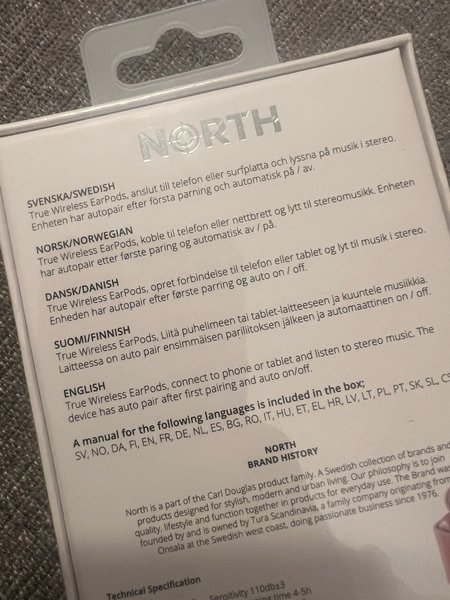 NORTH
SVENSKA/SWEDISH
True Wireless EarPods, anslut till telefon eller surfplatta och lyssna på musik i stereo.
Enheten har autopair efter första parning och automatisk på / av.
NORSK/NORWEGIAN
True Wireless EarPods, koble til telefon eller nettbrett og lytt til stereomusikk. Enheten
har autopair etter første paring og automatisk av / på.
DANSK/DANISH
True Wireless EarPods, opret forbindelse til telefon eller tablet og lyt til musik i stereo.
Enheden har autopair efter første parring og auto on / off.
SUOMI/FINNISH
True Wireless EarPods, Liitä puhelimeen tai tablet-laitteeseen ja kuuntele musiikkia.
Laitteessa on auto pair ensimmäisen pariliitoksen jälkeen ja automaattinen on / off.
ENGLISH
True Wireless EarPods, connect to phone or tablet and listen to stereo music. The
device has auto pair after first pairing and auto on/off.
A manual for the following languages is included in the box;
SV, NO, DA, FI, EN, FR, DE, NL, ES, BG, RO, IT, HU, ET, EL, HR, LV, LT, PL, PT, SK, SL, CS
NORTH
BRAND HISTORY
North is a part of the Carl Douglas product family. A Swedish collection of brands and
products designed for stylish, modern and urban living. Our philosophy is to join
quality, lifestyle and function together in products for everyday use. The Brand was
founded by and is owned by Tura Scandinavia, a family company originating from
Onsala at the Swedish west coast, doing passionate business since 1976.
Technical Specification
Sensitivity 110db±3
time 4-5h